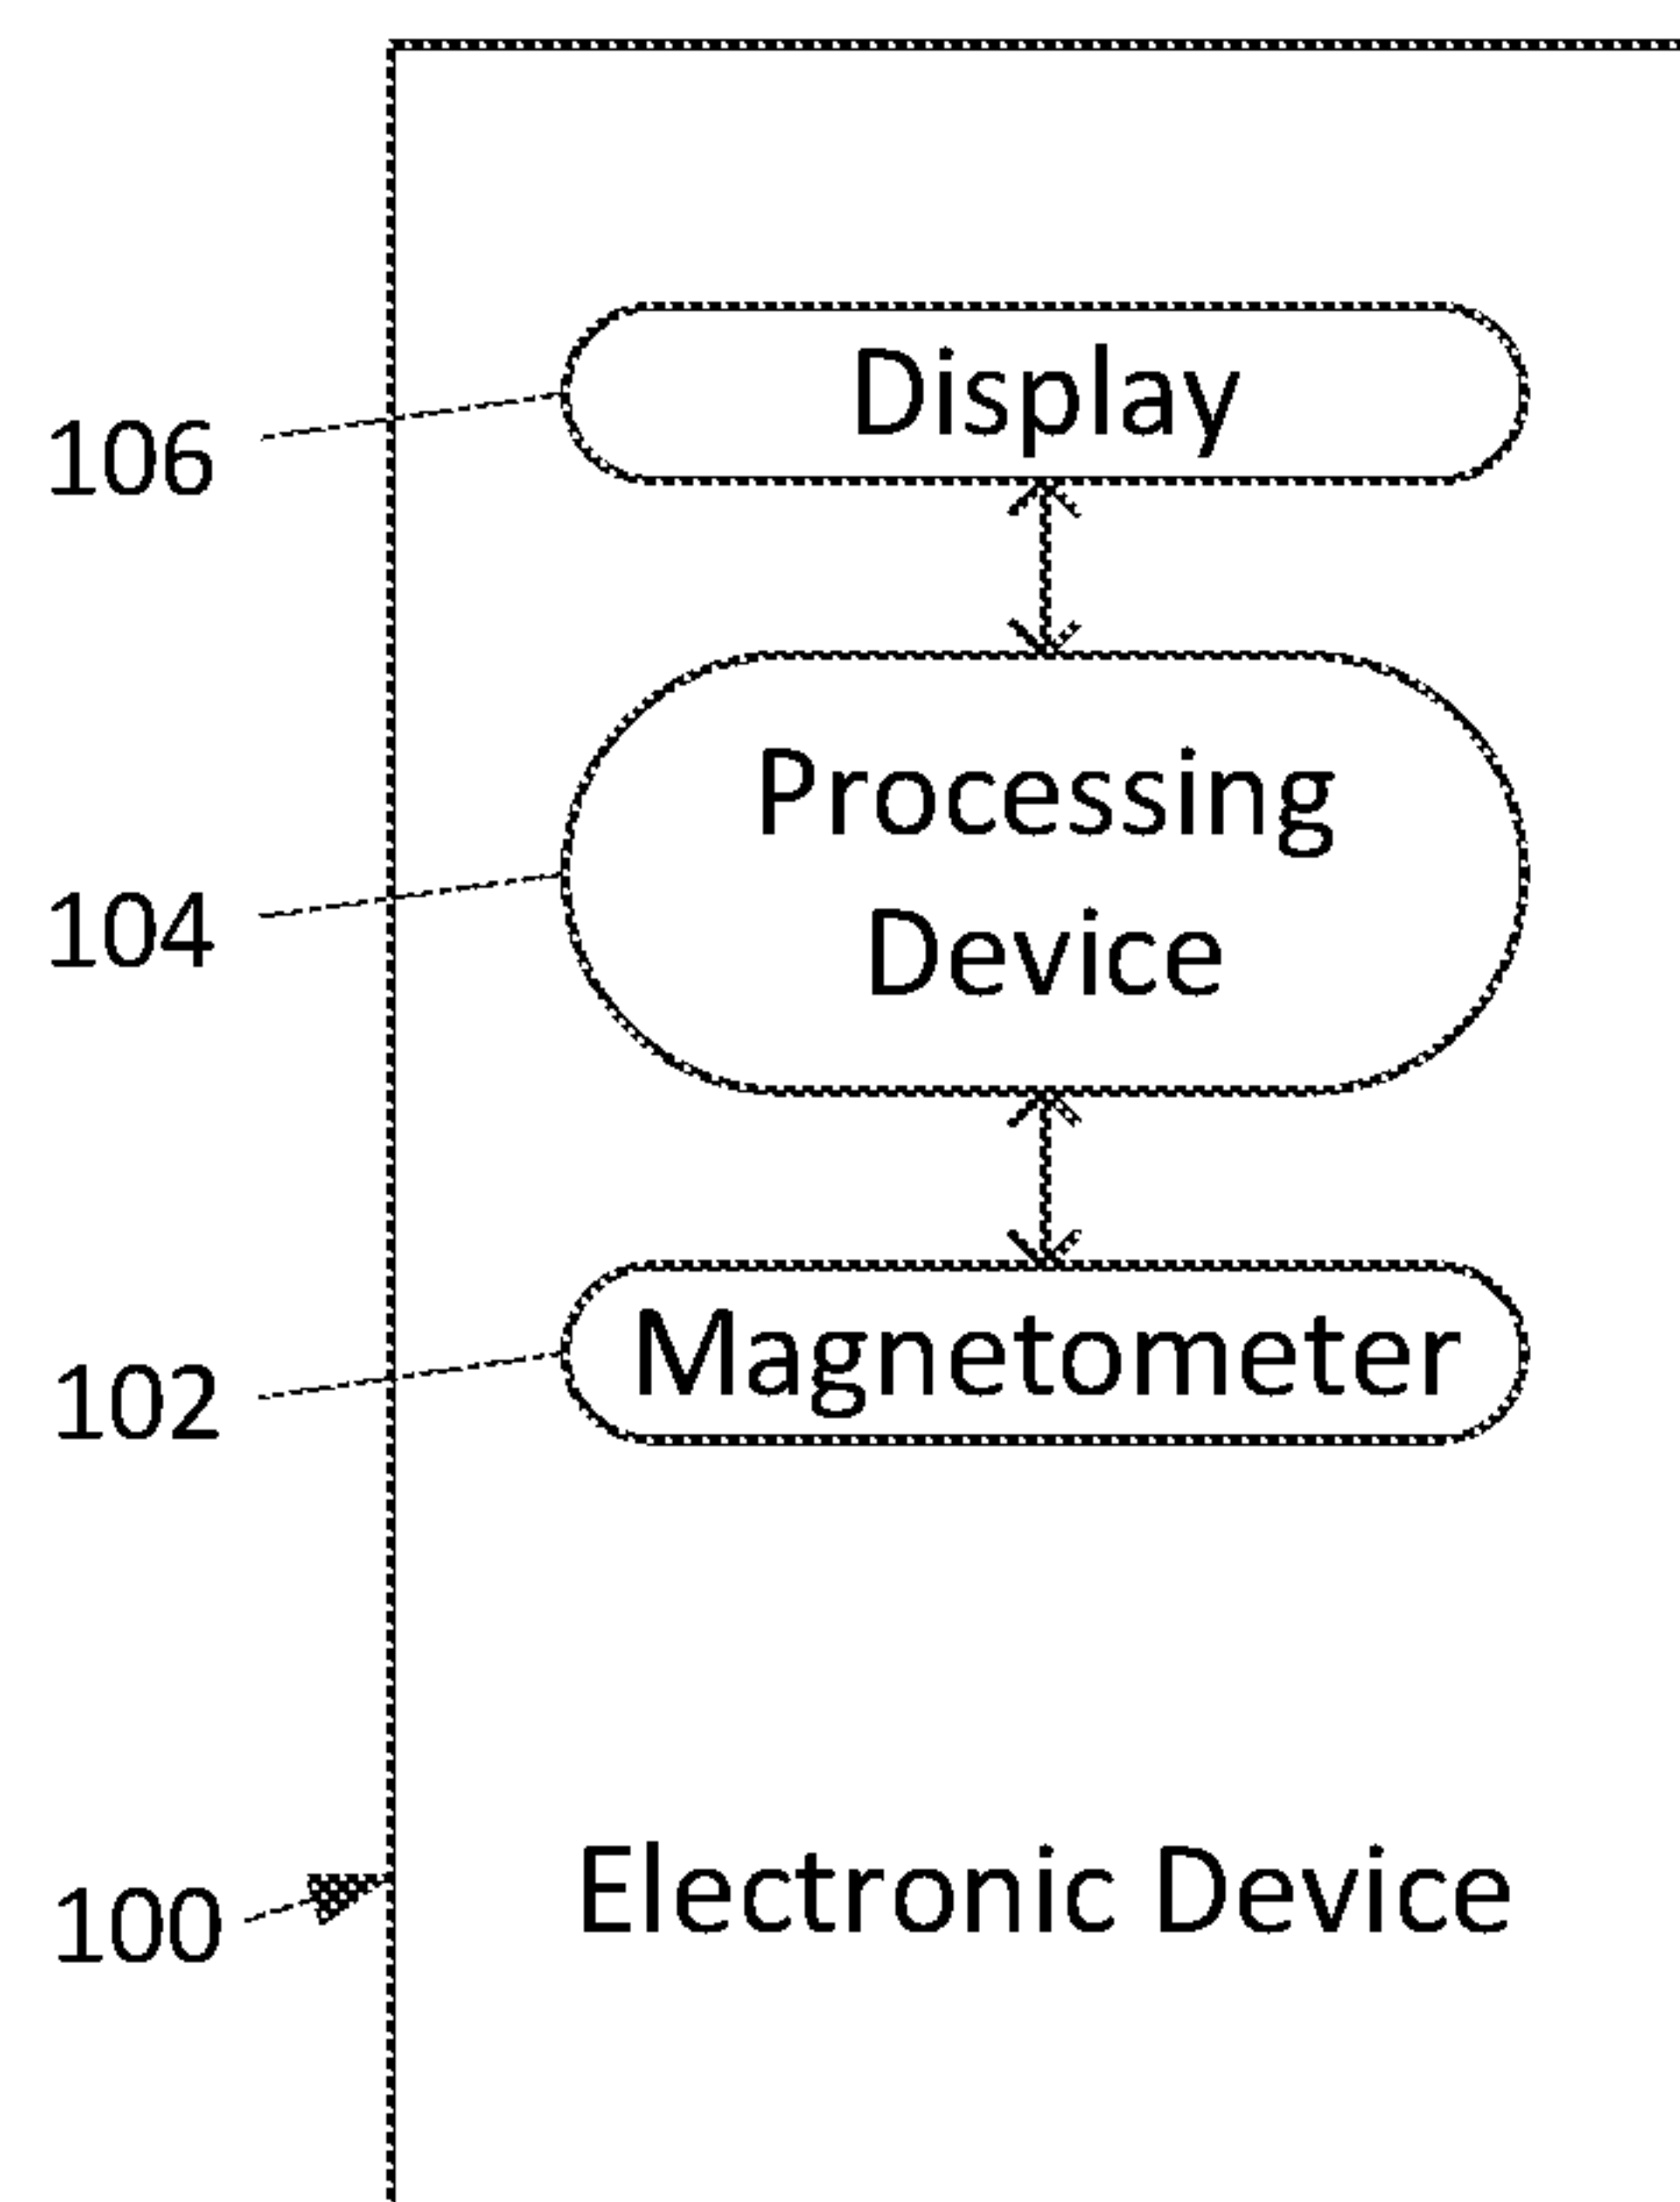 Display
106
Processing
Device
104
Magnetometer
102
Electronic Device
100